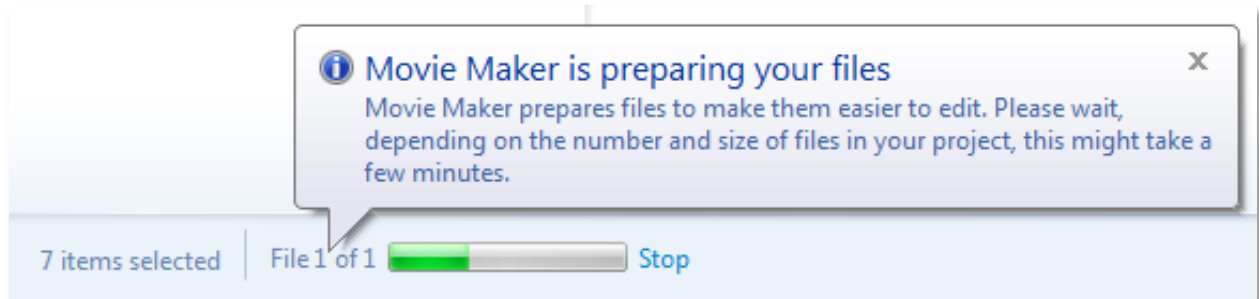 Movie Maker is preparing your files
Movie Maker prepares files to make them easier to edit. Please wait,
depending on the number and size of files in your project, this might take a
few minutes.
7 items selected
File 1 of 1
Stop